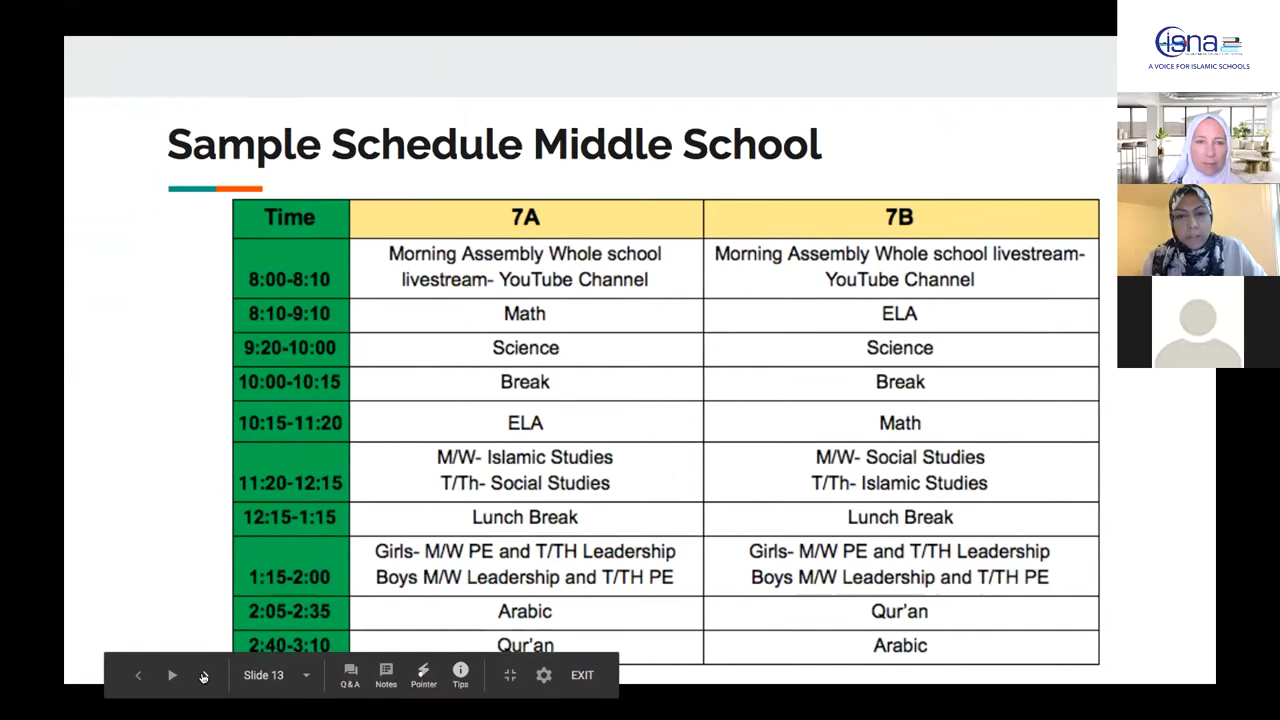 isna
A VOICE FOR ISLAMIC SCHOOLS
Sample Schedule Middle School
Time 7A 7B
Morning Assembly Whole school Morning Assembly Whole school livestream-
8:00-8:10 livestream- YouTube Channel YouTube Channel
8:10-9:10 Math ELA
9:20-10:00 Science Science
10:00-10:15 Break Break
10:15-11:20 ELA Math
M/W- Islamic Studies M/W- Social Studies
11:20-12:15 T/Th- Social Studies T/Th- Islamic Studies
12:15-1:15 Lunch Break Lunch Break
Girls- M/W PE and T/TH Leadership Girls- M/W PE and T/TH Leadership
1:15-2:00 Boys M/W Leadership and T/TH PE Boys M/W Leadership and T/TH PE
2:05-2:35 Arabic Qur'an
2:40-3:10 Qur'an Arabic
Slide 13 Q&A Notes Pointer Tips EXIT